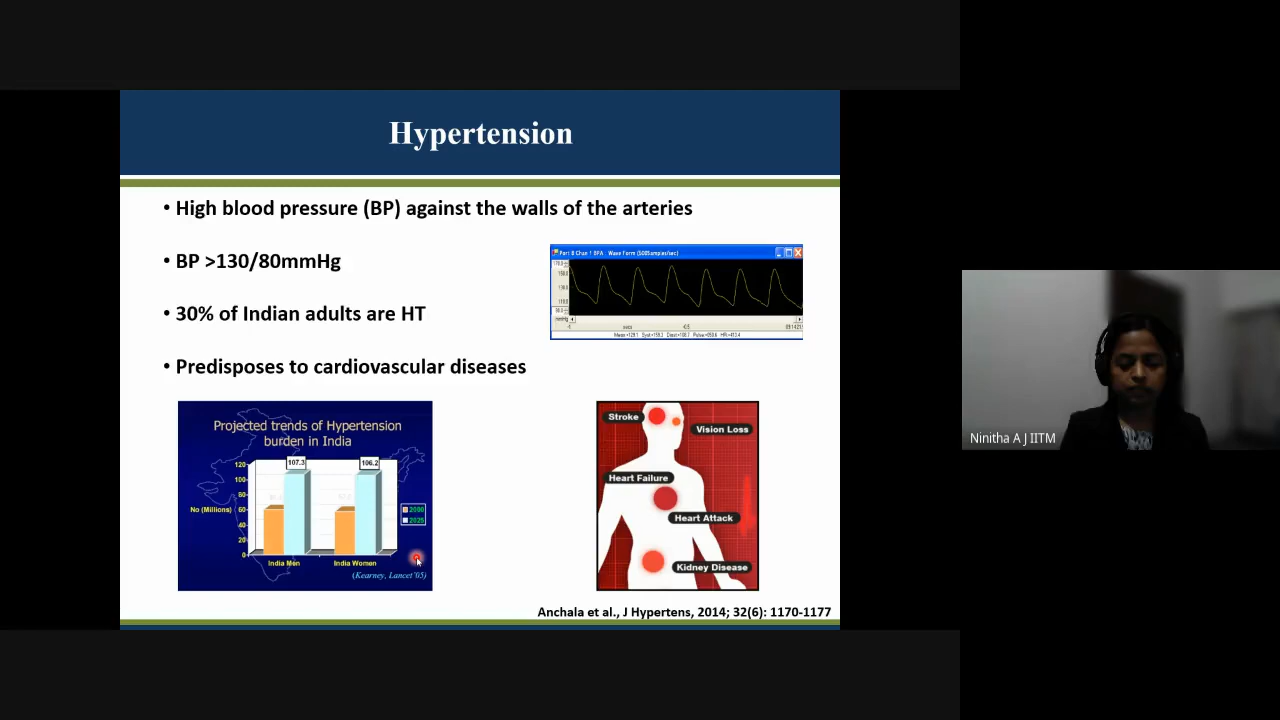 Hypertension
• High blood pressure (BP) against the walls of the arteries
• BP >130/80mmHg
• 30% of Indian adults are HT
• Predisposes to cardiovascular diseases
Projected trends of Hypertension
burden in India
120
107.3
106.2
100
80
60
40
20
0
No (Millions)
2000
2025
India Men
India Women
(Kearney, Lancet'05)
Stroke
Vision Loss
Heart Failure
Heart Attack
Kidney Disease
Anchala et al., J Hypertens, 2014; 32(6): 1170-1177
Ninitha A J IITM